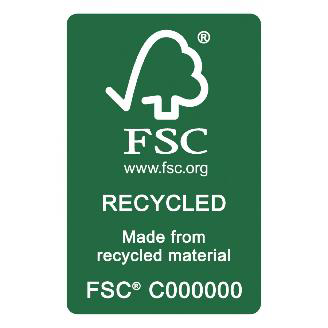 ®
FSC
www.fsc.org
RECYCLED
Made from
recycled material
FSC® C000000